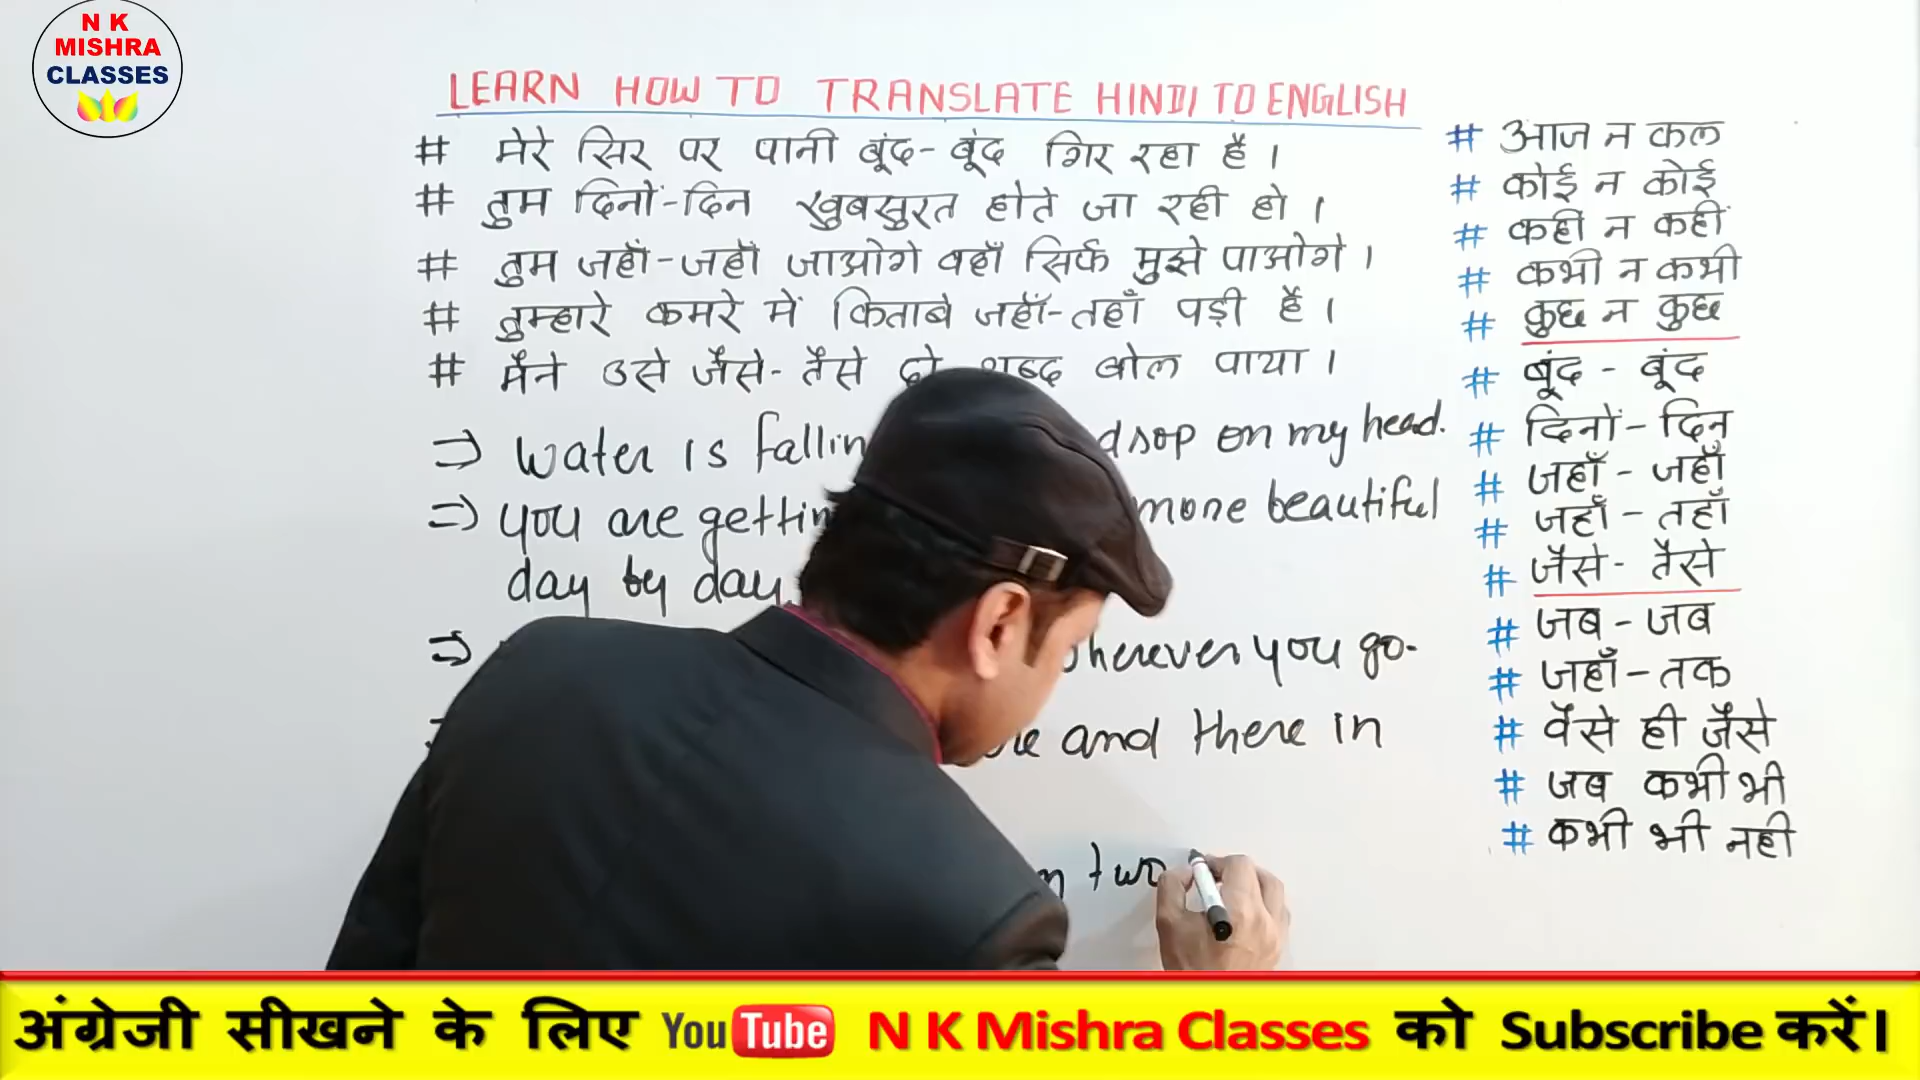 N K
MISHRA
CLASSES
LEARN HOW TO TRANSLATE HINDI TO ENGLISH
# मेरे सिर पर पानी बूंद-बूंद गिर रहा है।
# तुम दिनों-दिन खुबसुरत होते जा रही हो।
# तुम जहाँ-जहाँ जाओगे वहाँ सिर्फ मुझे पाओगे।
# तुम्हारे कमरे में किताबे जहाँ-तहाँ पड़ी है।
# मैंने उसे जैसे-तैसे दो शब्द बोल पाया।
⇒ Water is fallin drop on my head.
⇒ You are gettin more beautiful
day by day.
⇒ wherever you go.
and there in
two
# आज न कल
# कोई न कोई
# कही न कहीं
# कभी न कभी
# कुछ न कुछ
# बूंद - बूंद
# दिनों - दिन
# जहाँ - जहाँ
# जहाँ - तहाँ
# जैसे - तैसे
# जब - जब
# जहाँ - तक
# वैसे ही जैसे
# जब कभी भी
# कभी भी नही
अंग्रेजी सीखने के लिए YouTube N K Mishra Classes को Subscribe करें।